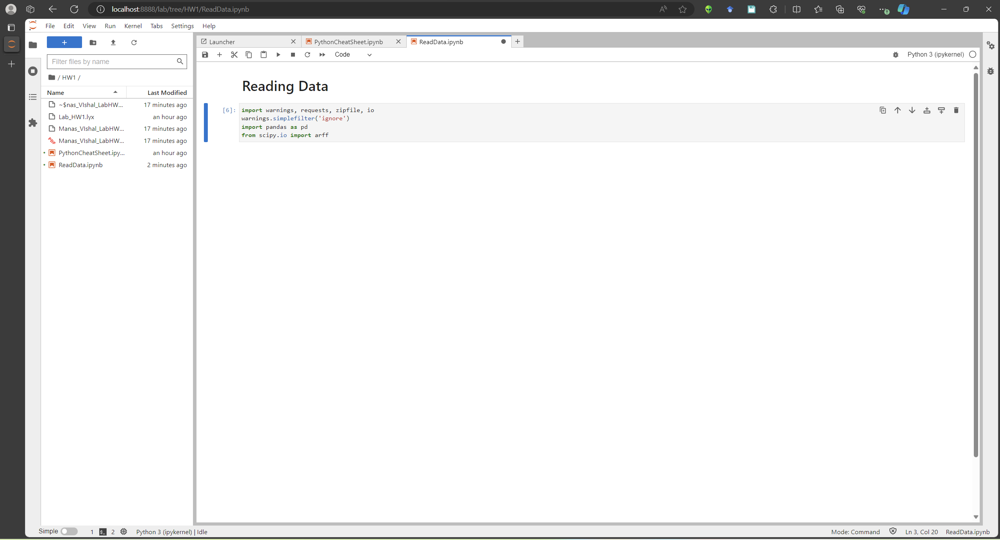 localhost:8888/lab/tree/HW1/ReadData.ipynb
File Edit View Run Kernel Tabs Settings Help
Filter files by name
/ HW1 /
Name Last Modified
~$nas_VIshal_LabHW... 17 minutes ago
Lab_HW1.lyx an hour ago
Manas_VIshal_LabHW... 17 minutes ago
Manas_VIshal_LabHW... 17 minutes ago
PythonCheatSheet.ipy... an hour ago
ReadData.ipynb 2 minutes ago
Launcher PythonCheatSheet.ipynb ReadData.ipynb
Code Python 3 (ipykernel)
Reading Data
[6]: import warnings, requests, zipfile, io
warnings.simplefilter('ignore')
import pandas as pd
from scipy.io import arff
Simple 1 $_ 2 Python 3 (ipykernel) | Idle Mode: Command Ln 3, Col 20 ReadData.ipynb